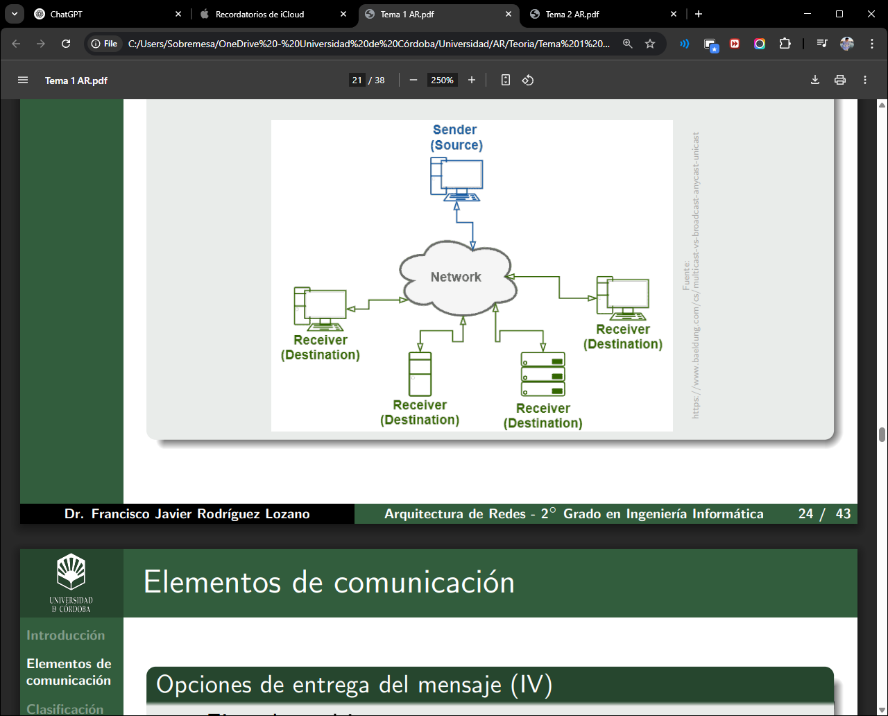 ChatGPT
Recordatorios de iCloud
Tema 1 AR.pdf
Tema 2 AR.pdf
File
C:/Users/Sobremesa/OneDrive%20-%20Universidad%20de%20Córdoba/Universidad/AR/Teoria/Tema%201%20...
Tema 1 AR.pdf
21 / 38
250%
Sender
(Source)
Network
Receiver
(Destination)
Receiver
(Destination)
Receiver
(Destination)
Receiver
(Destination)
Fuente:
https://www.baeldung.com/cs/multicast-vs-broadcast-anycast-unicast
Dr. Francisco Javier Rodríguez Lozano
Arquitectura de Redes - 2° Grado en Ingeniería Informática
24 / 43
UNIVERSIDAD
D CÓRDOBA
Elementos de comunicación
Introducción
Elementos de
comunicación
Clasificación
Opciones de entrega del mensaje (IV)